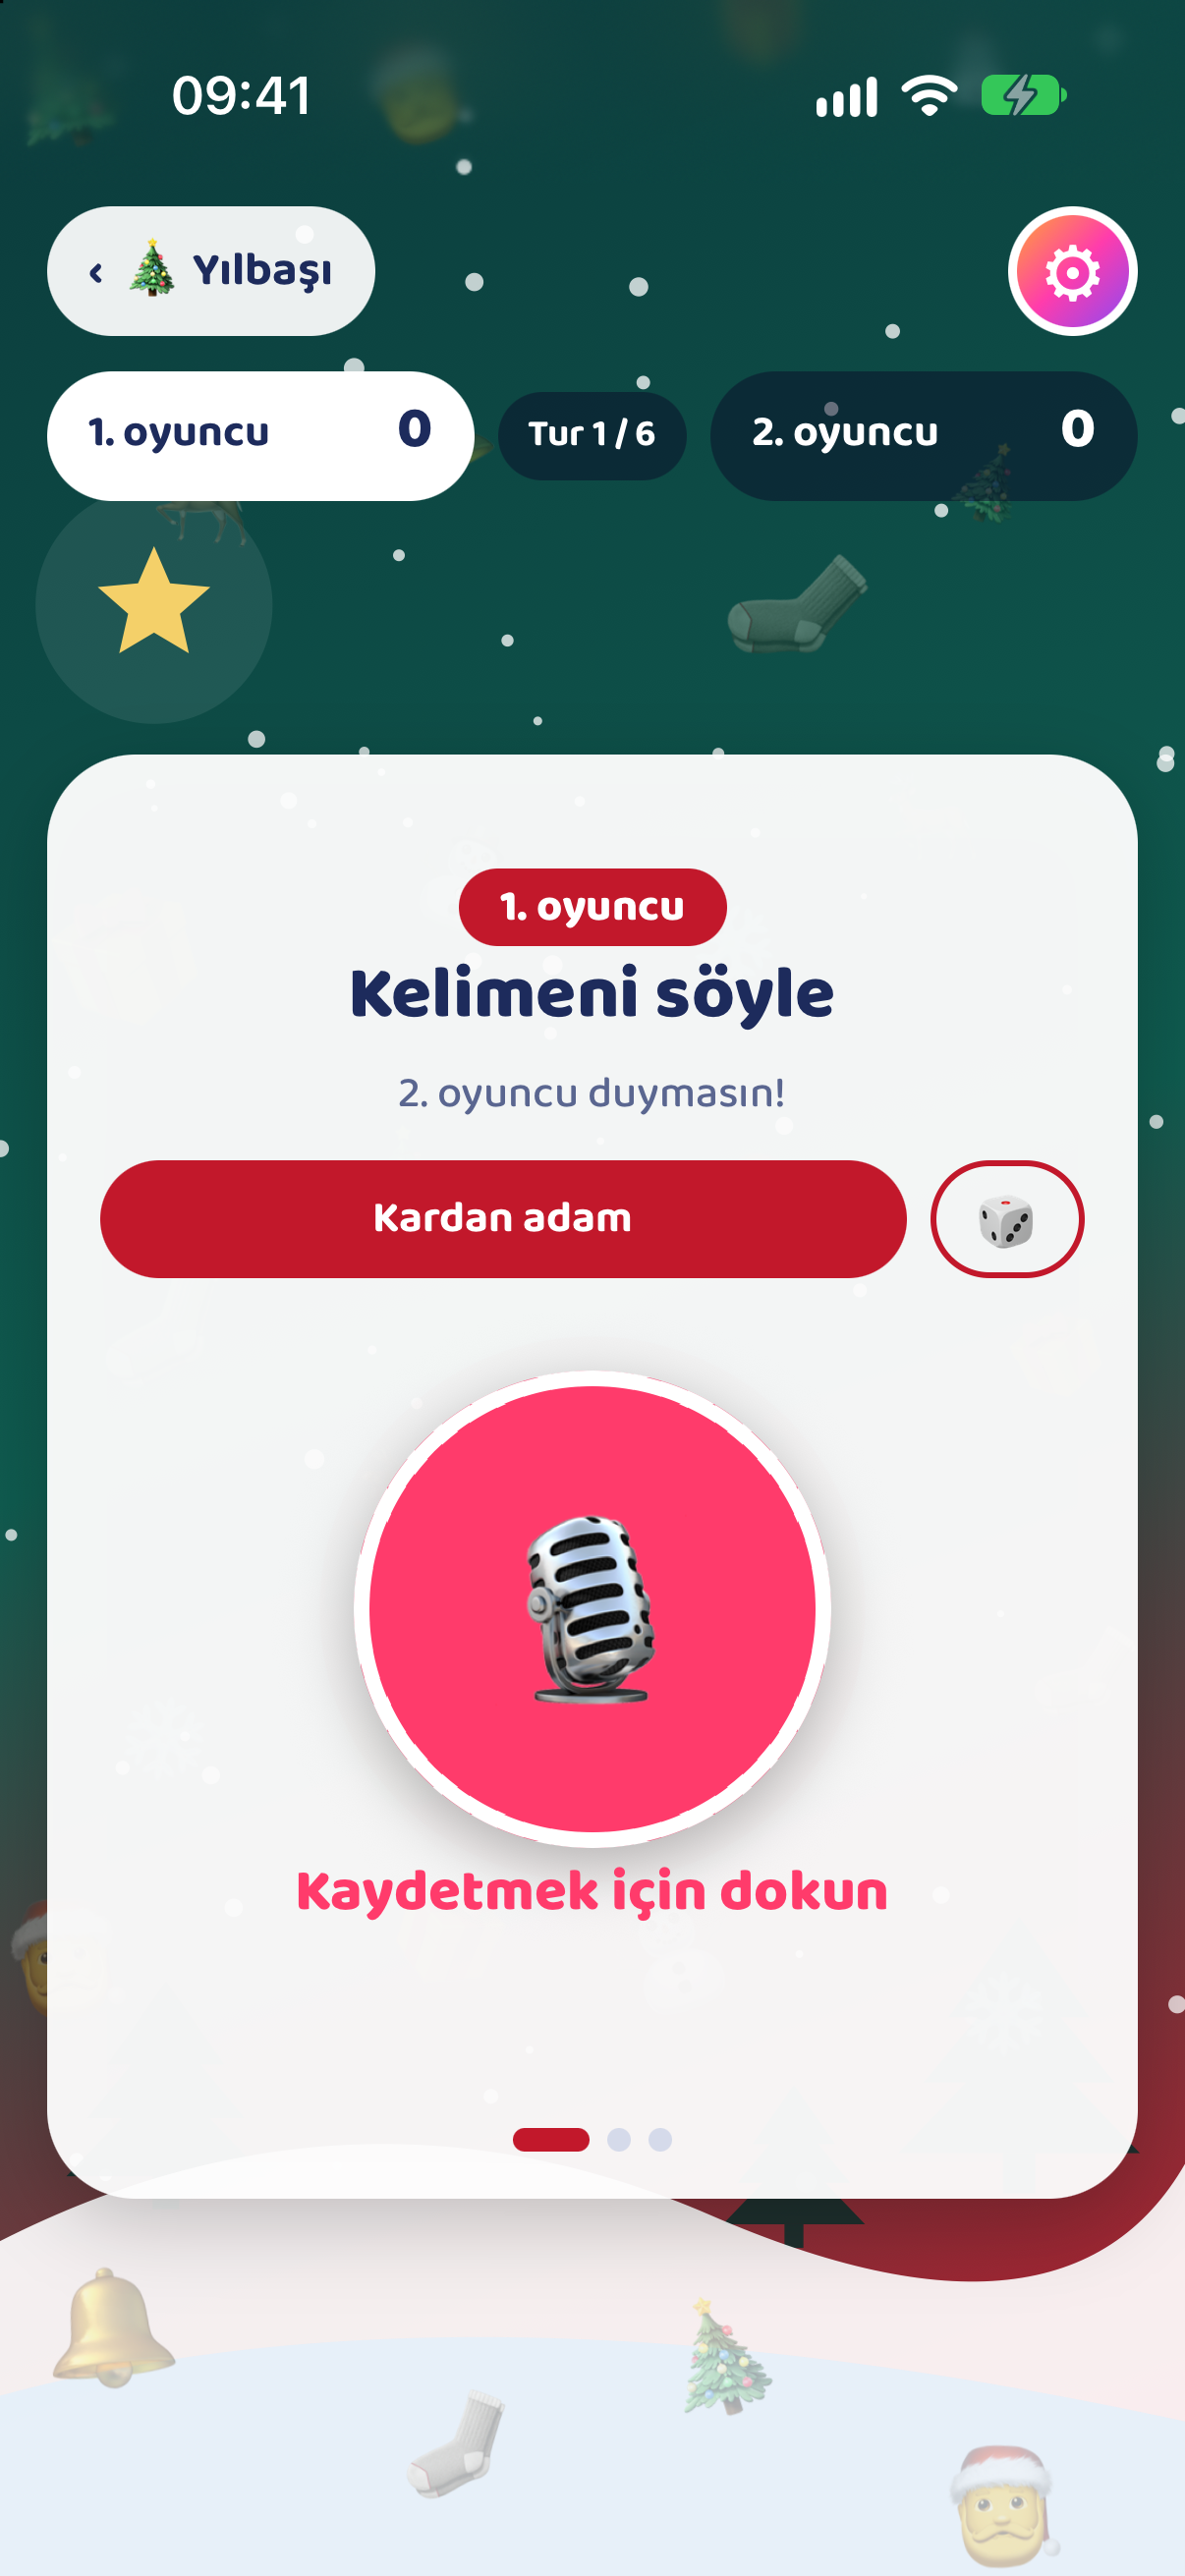 09:41
‹ 🎄 Yılbaşı
1. oyuncu 0
Tur 1 / 6
2. oyuncu 0
1. oyuncu
Kelimeni söyle
2. oyuncu duymasın!
Kardan adam
Kaydetmek için dokun